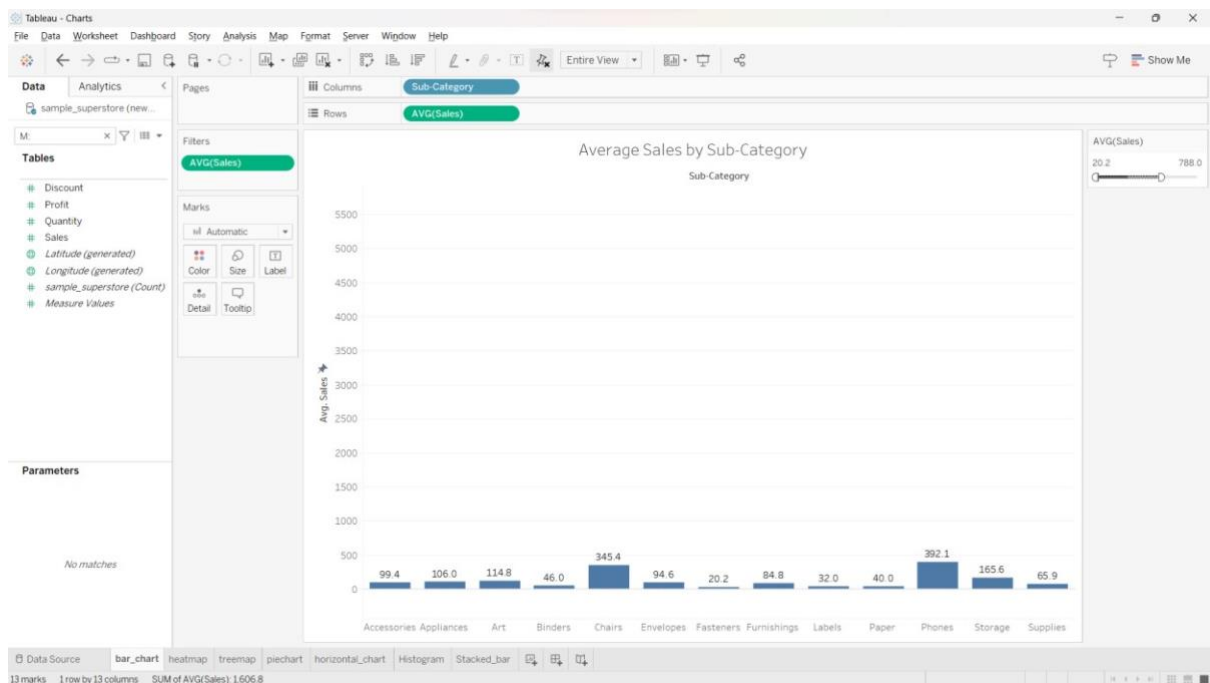 Tableau - Charts
File Data Worksheet Dashboard Story Analysis Map Format Server Window Help
Entire View
Show Me
Data Analytics
sample_superstore (new...
M:
Tables
Discount
Profit
Quantity
Sales
Latitude (generated)
Longitude (generated)
sample_superstore (Count)
Measure Values
Parameters
No matches
Pages
Filters
AVG(Sales)
Marks
Automatic
Color Size Label
Detail Tooltip
Columns Sub-Category
Rows AVG(Sales)
Average Sales by Sub-Category
Sub-Category
Avg. Sales
5500
5000
4500
4000
3500
3000
2500
2000
1500
1000
500
0
99.4 106.0 114.8 46.0 345.4 94.6 20.2 84.8 32.0 40.0 392.1 165.6 65.9
Accessories Appliances Art Binders Chairs Envelopes Fasteners Furnishings Labels Paper Phones Storage Supplies
AVG(Sales)
20.2 788.0
Data Source bar_chart heatmap treemap piechart horizontal_chart Histogram Stacked_bar
13 marks 1 row by 13 columns SUM of AVG(Sales): 1,606.8